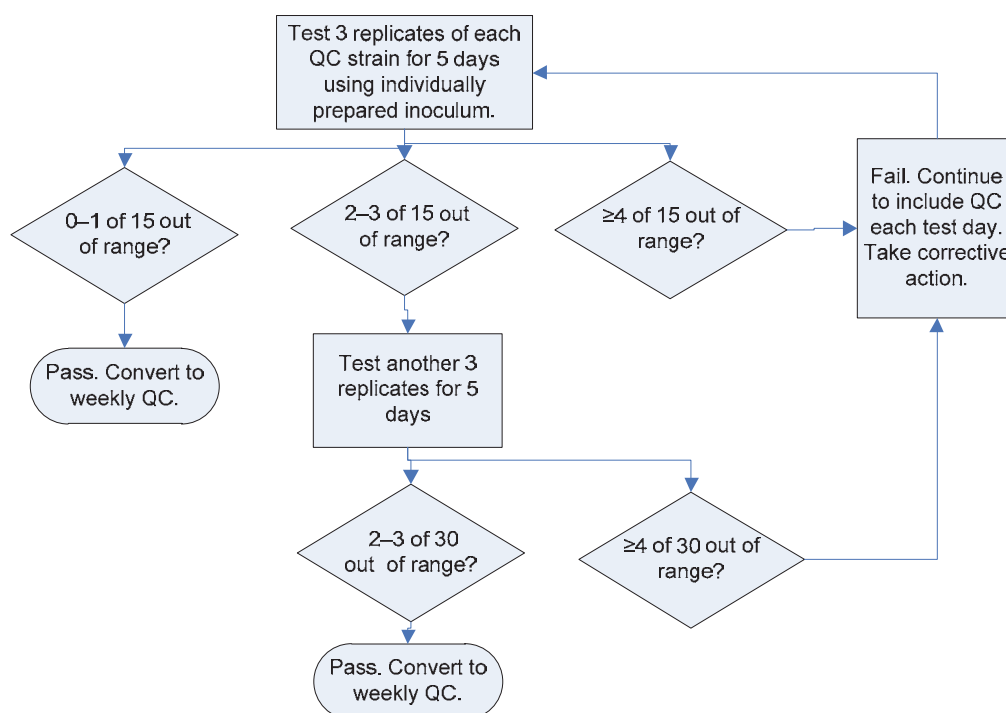 Test 3 replicates of each
QC strain for 5 days
using individually
prepared inoculum.
0–1 of 15 out
of range?
2–3 of 15 out
of range?
≥4 of 15 out of
range?
Fail. Continue
to include QC
each test day.
Take corrective
action.
Pass. Convert to
weekly QC.
Test another 3
replicates for 5
days
2–3 of 30
out of range?
≥4 of 30 out of
range?
Pass. Convert to
weekly QC.